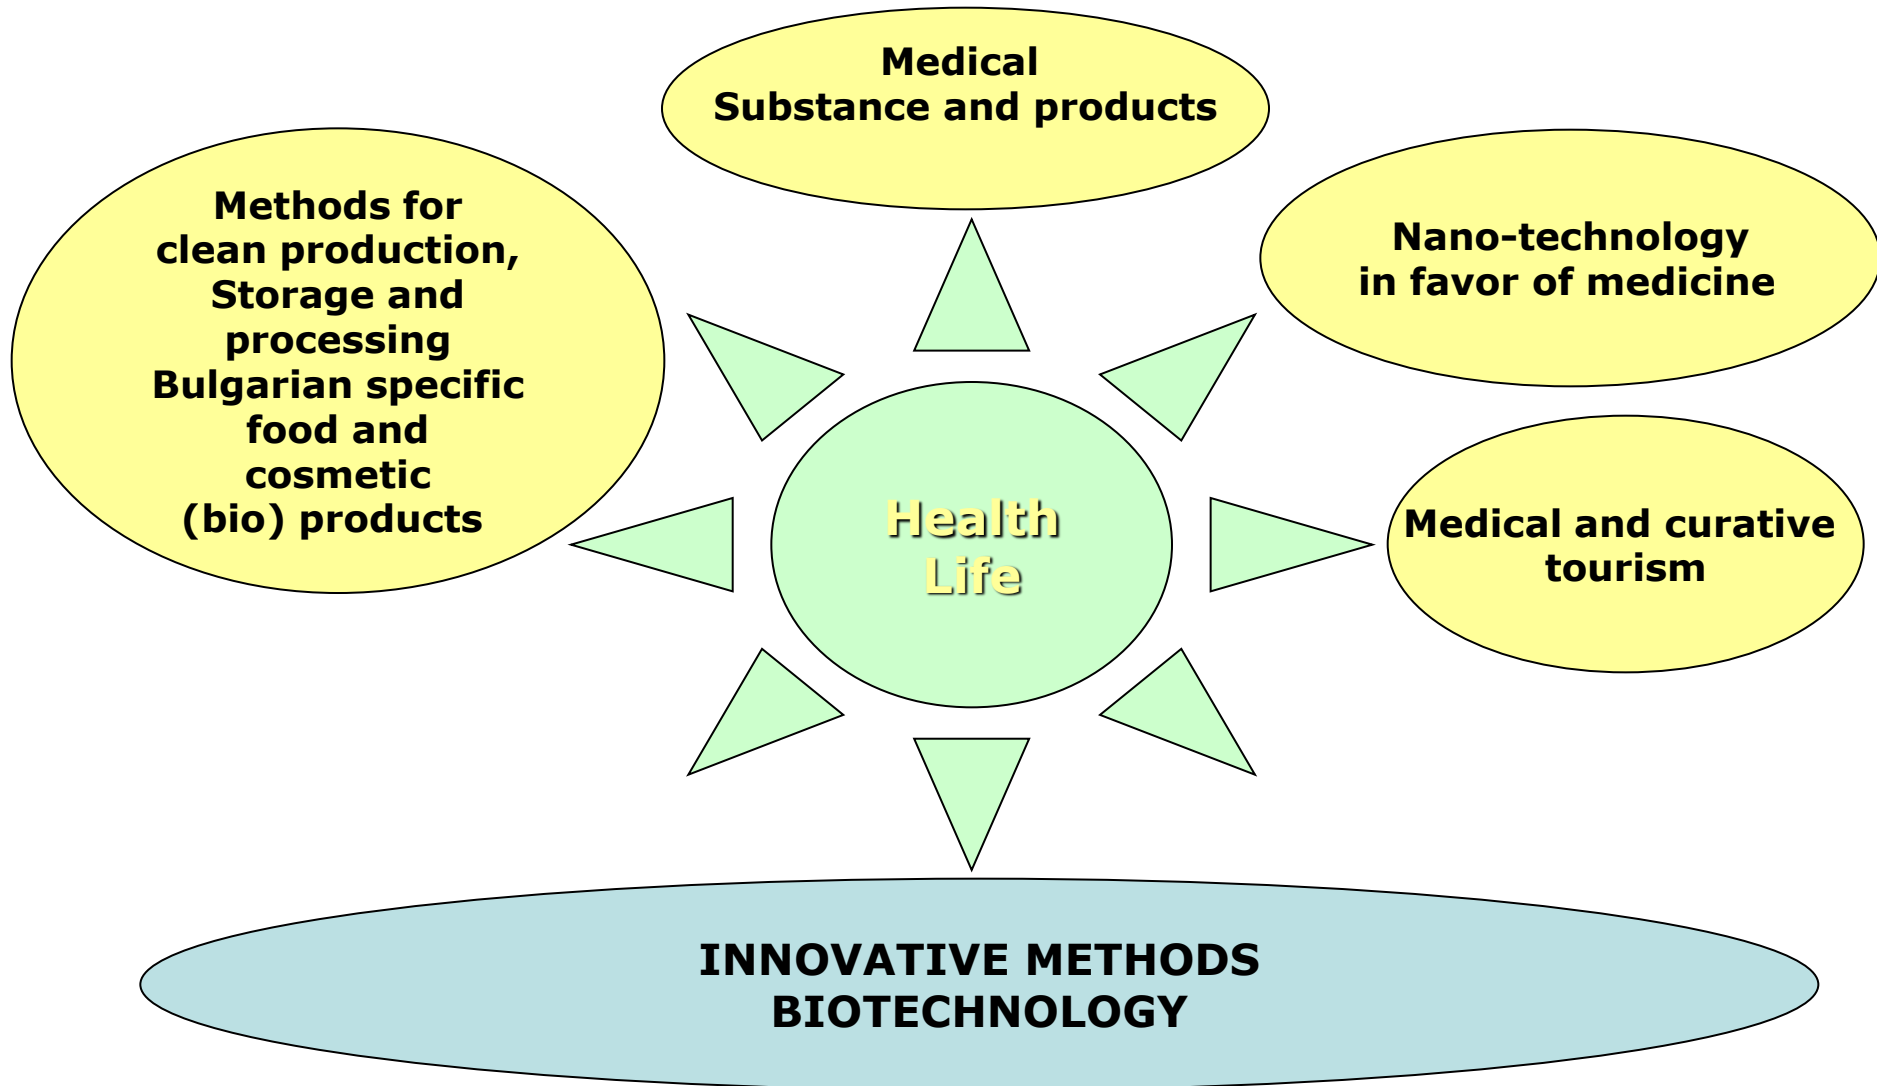 Medical
Substance and products
Methods for
clean production,
Storage and
processing
Bulgarian specific
food and
cosmetic
(bio) products
Nano-technology
in favor of medicine
Health
Life
Medical and curative
tourism
INNOVATIVE METHODS
BIOTECHNOLOGY